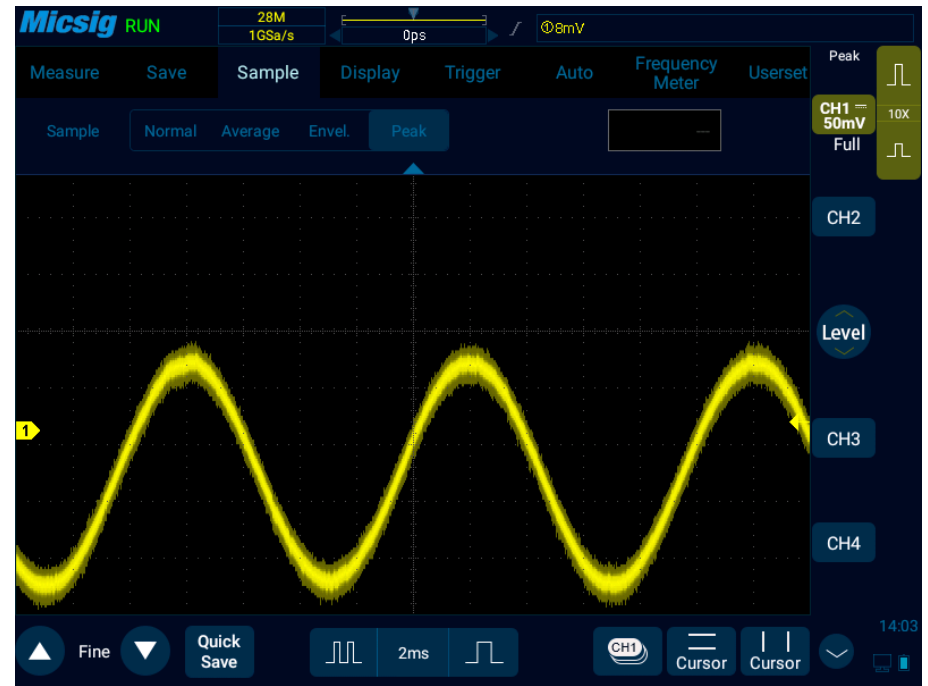 Micsig RUN
28M
1GSa/s
0ps
①8mV
Measure Save Sample Display Trigger Auto Frequency Meter Userset
Peak
Sample Normal Average Envel. Peak ---
CH1
50mV
Full
10X
CH2
Level
1
CH3
CH4
Fine
Quick
Save
2ms
CH1
Cursor
Cursor
14:03